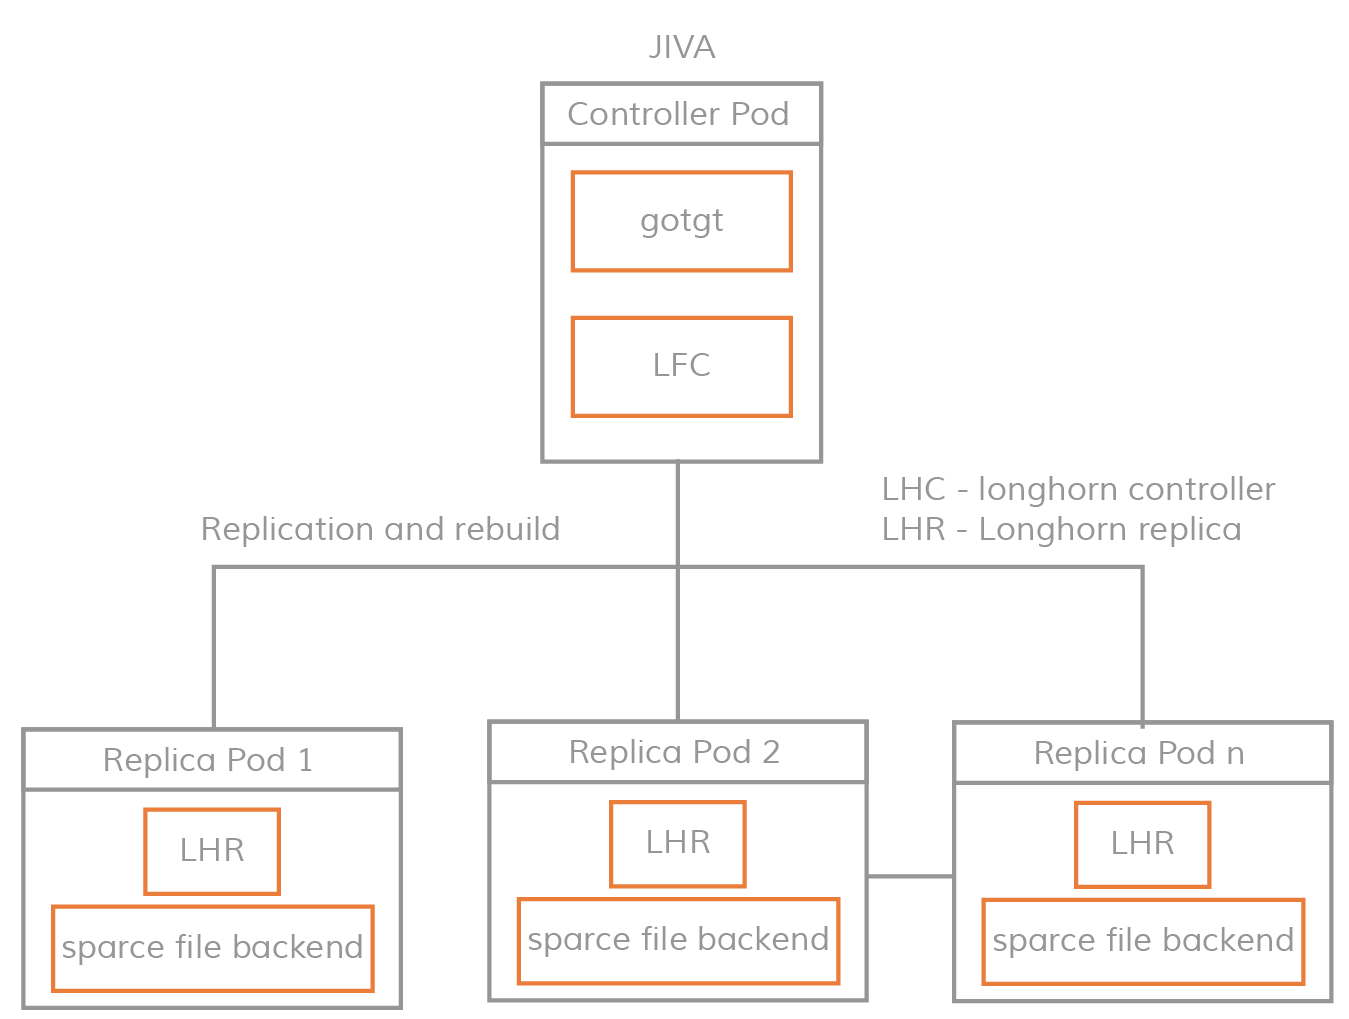 JIVA
Controller Pod
gotgt
LFC
LHC - longhorn controller
LHR - Longhorn replica
Replication and rebuild
Replica Pod 1
LHR
sparce file backend
Replica Pod 2
LHR
sparce file backend
Replica Pod n
LHR
sparce file backend